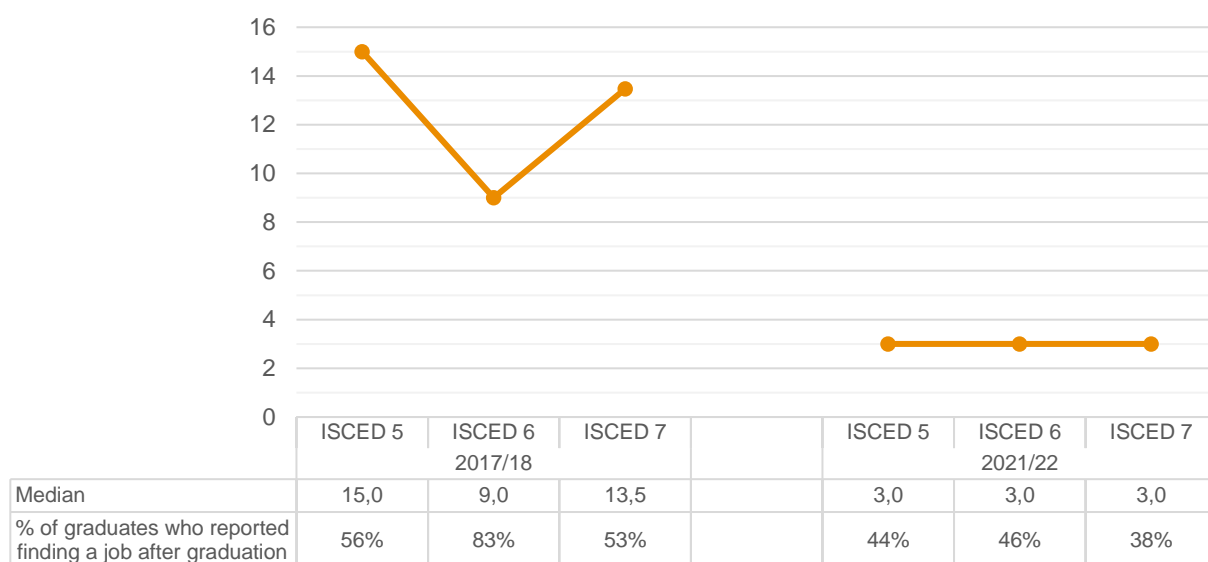 16
14
12
10
8
6
4
2
0
ISCED 5 ISCED 6 ISCED 7 ISCED 5 ISCED 6 ISCED 7
2017/18 2021/22
Median 15,0 9,0 13,5 3,0 3,0 3,0
% of graduates who reported
finding a job after graduation 56% 83% 53% 44% 46% 38%